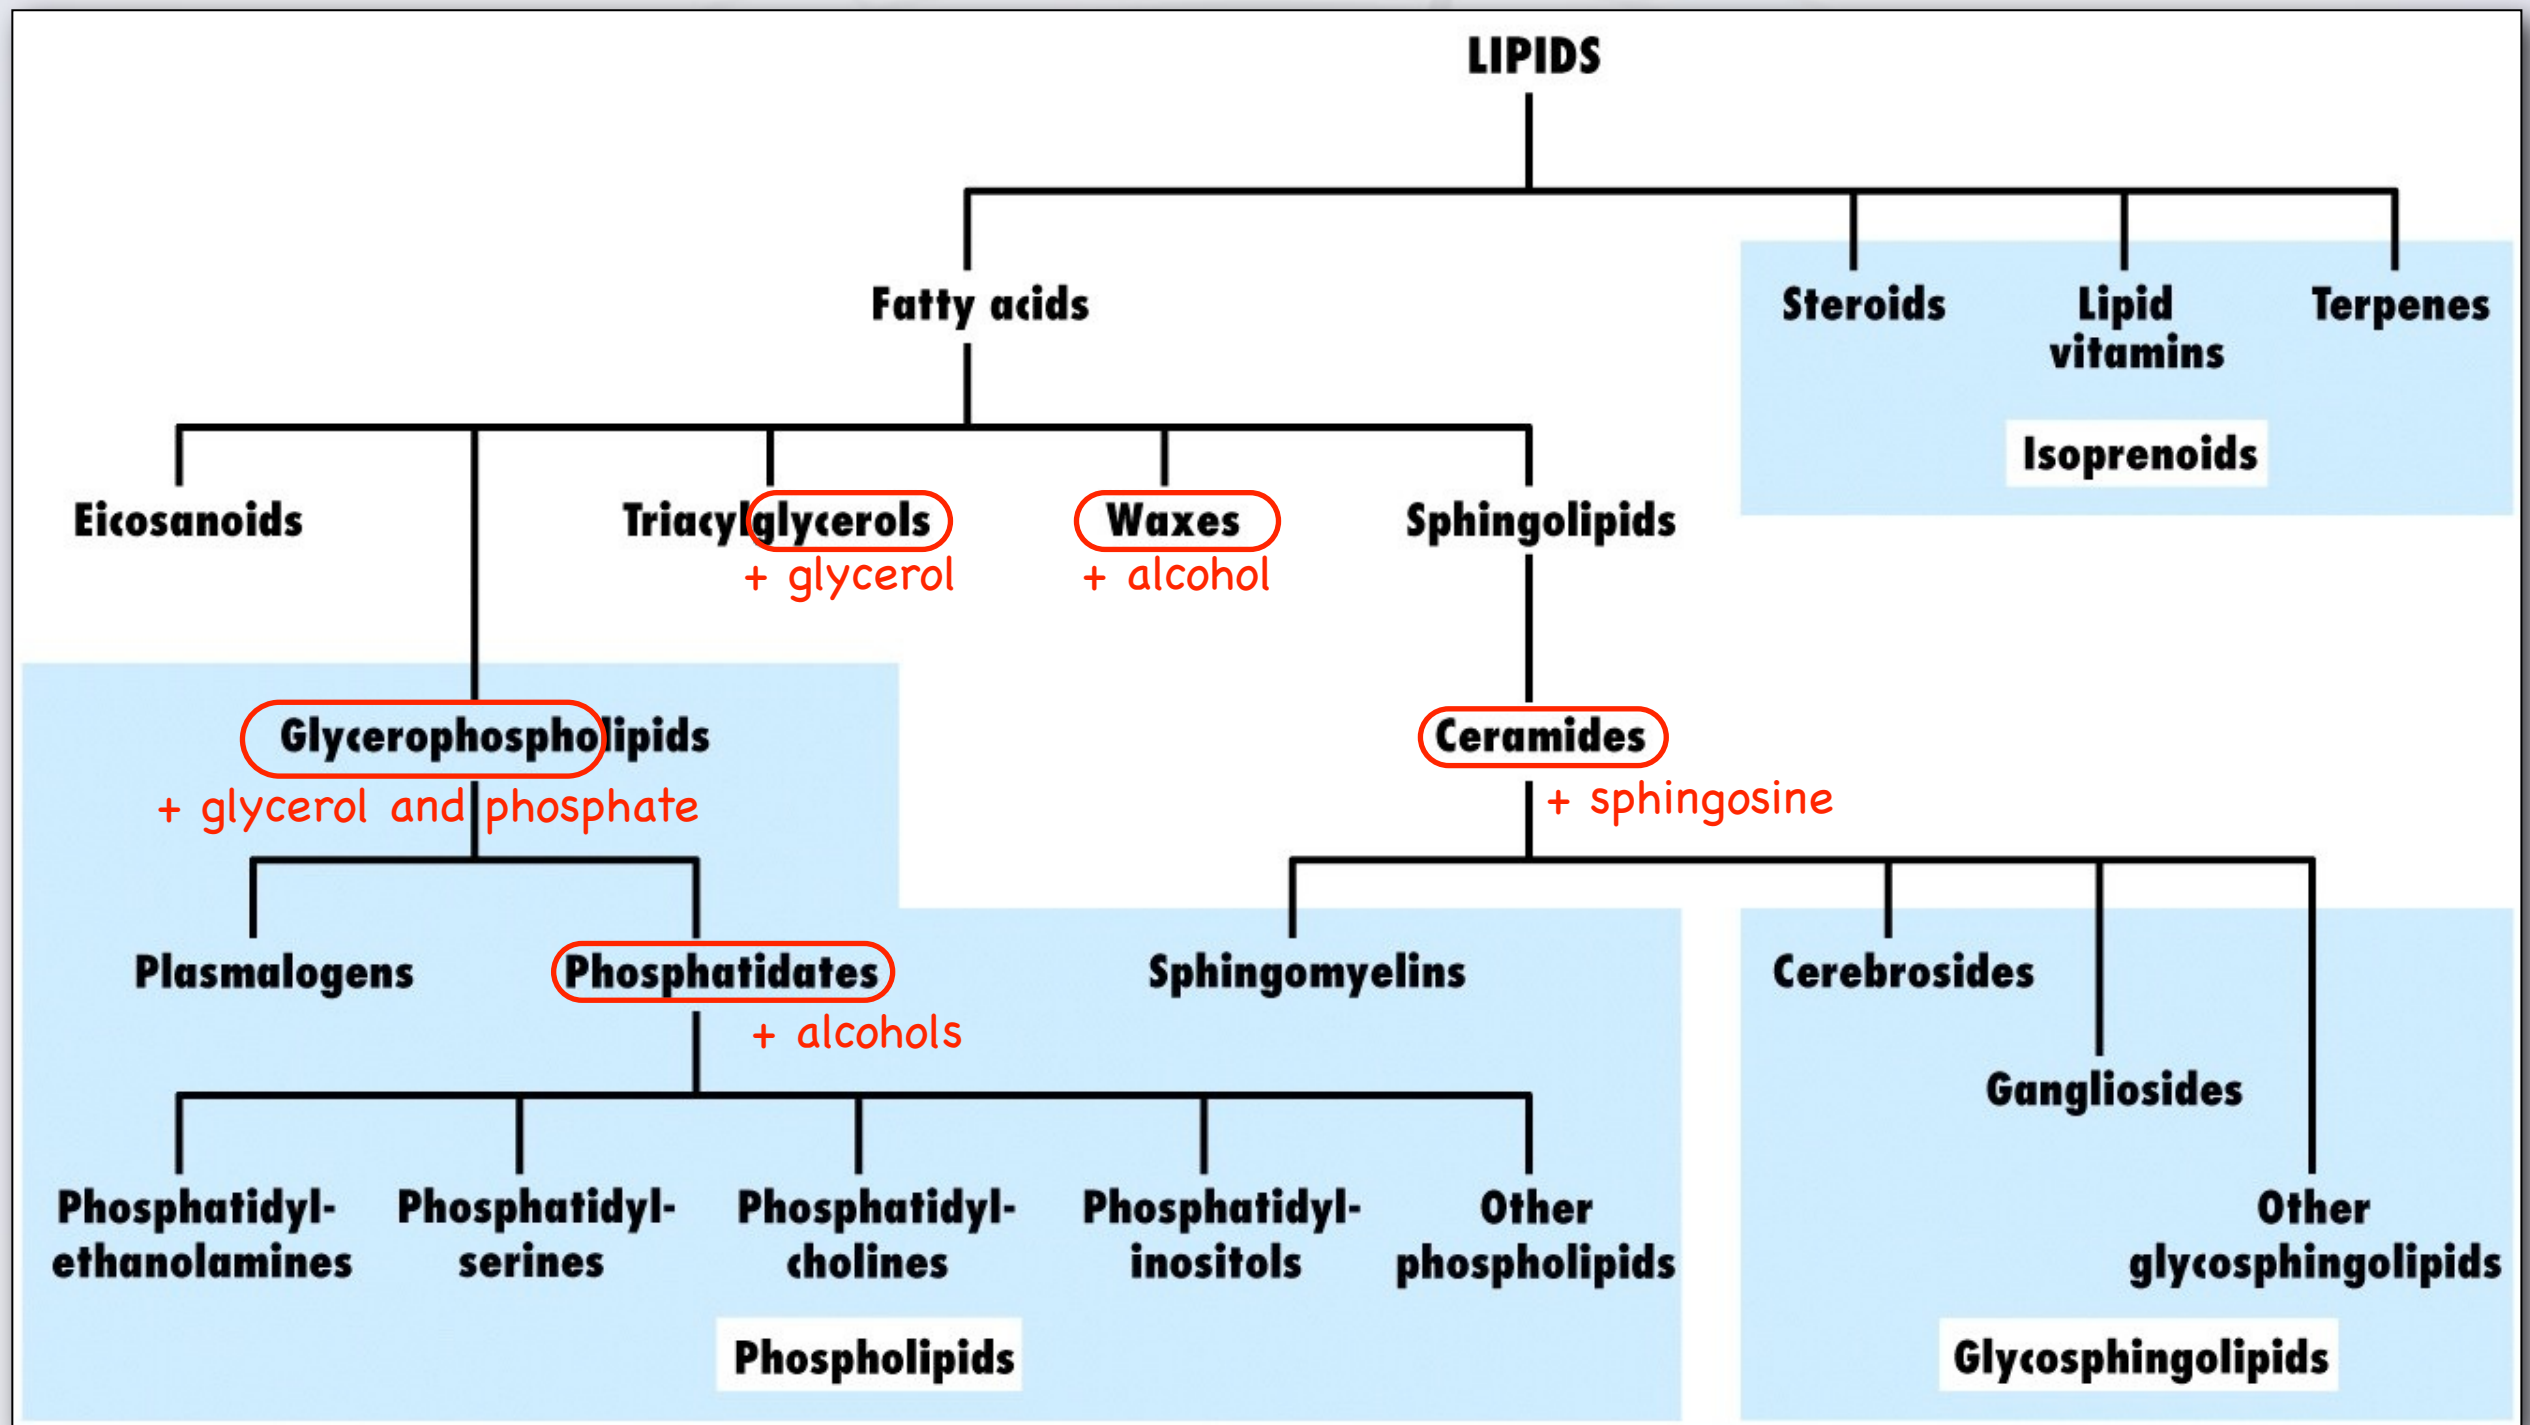 LIPIDS
Fatty acids
Steroids
Lipid
vitamins
Terpenes
Isoprenoids
Eicosanoids
Triacylglycerols
+ glycerol
Waxes
+ alcohol
Sphingolipids
Glycerophospholipids
+ glycerol and phosphate
Ceramides
+ sphingosine
Plasmalogens
Phosphatidates
+ alcohols
Sphingomyelins
Cerebrosides
Gangliosides
Phosphatidyl-
ethanolamines
Phosphatidyl-
serines
Phosphatidyl-
cholines
Phosphatidyl-
inositols
Other
phospholipids
Other
glycosphingolipids
Phospholipids
Glycosphingolipids